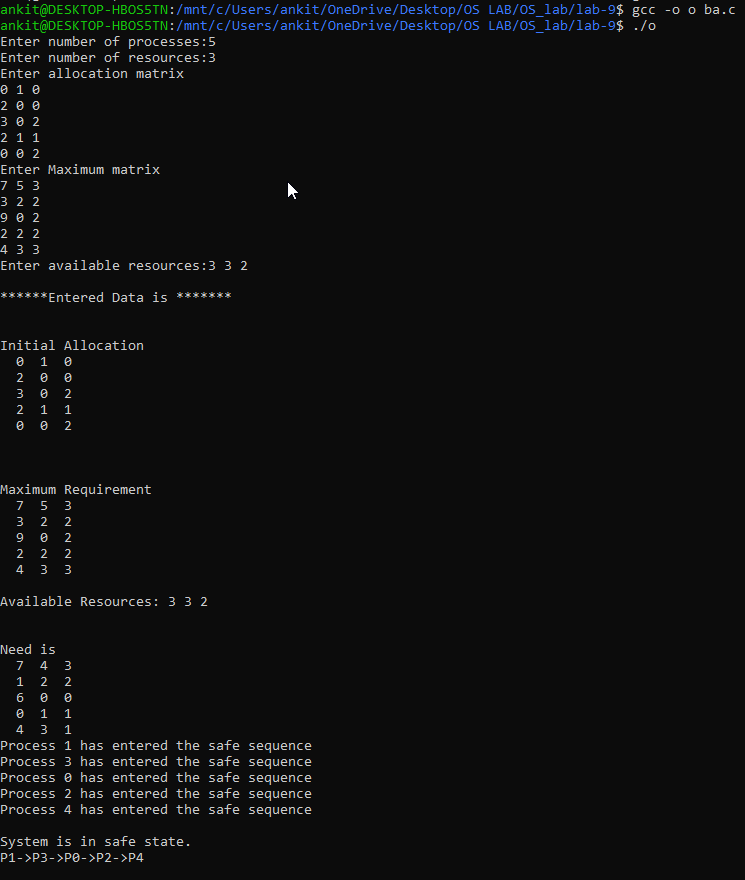 ankit@DESKTOP-HBOS5TN:/mnt/c/Users/ankit/OneDrive/Desktop/OS LAB/OS_lab/lab-9$ gcc -o o ba.c
ankit@DESKTOP-HBOS5TN:/mnt/c/Users/ankit/OneDrive/Desktop/OS LAB/OS_lab/lab-9$ ./o
Enter number of processes:5
Enter number of resources:3
Enter allocation matrix
0 1 0
2 0 0
3 0 2
2 1 1
0 0 2
Enter Maximum matrix
7 5 3
3 2 2
9 0 2
2 2 2
4 3 3
Enter available resources:3 3 2
******Entered Data is *******
Initial Allocation
0 1 0
2 0 0
3 0 2
2 1 1
0 0 2
Maximum Requirement
7 5 3
3 2 2
9 0 2
2 2 2
4 3 3
Available Resources: 3 3 2
Need is
7 4 3
1 2 2
6 0 0
0 1 1
4 3 1
Process 1 has entered the safe sequence
Process 3 has entered the safe sequence
Process 0 has entered the safe sequence
Process 2 has entered the safe sequence
Process 4 has entered the safe sequence
System is in safe state.
P1->P3->P0->P2->P4